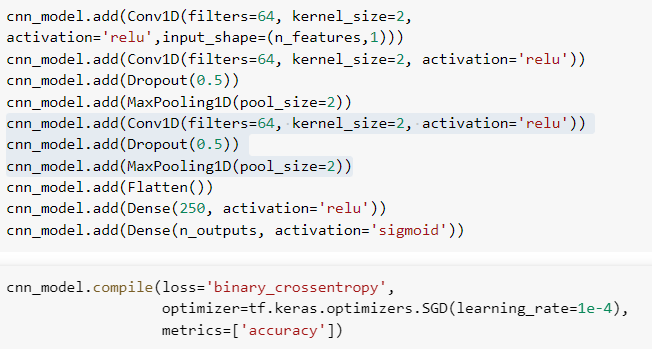 cnn_model.add(Conv1D(filters=64, kernel_size=2,
activation='relu',input_shape=(n_features,1)))
cnn_model.add(Conv1D(filters=64, kernel_size=2, activation='relu'))
cnn_model.add(Dropout(0.5))
cnn_model.add(MaxPooling1D(pool_size=2))
cnn_model.add(Conv1D(filters=64, kernel_size=2, activation='relu'))
cnn_model.add(Dropout(0.5))
cnn_model.add(MaxPooling1D(pool_size=2))
cnn_model.add(Flatten())
cnn_model.add(Dense(250, activation='relu'))
cnn_model.add(Dense(n_outputs, activation='sigmoid'))
cnn_model.compile(loss='binary_crossentropy',
optimizer=tf.keras.optimizers.SGD(learning_rate=1e-4),
metrics=['accuracy'])